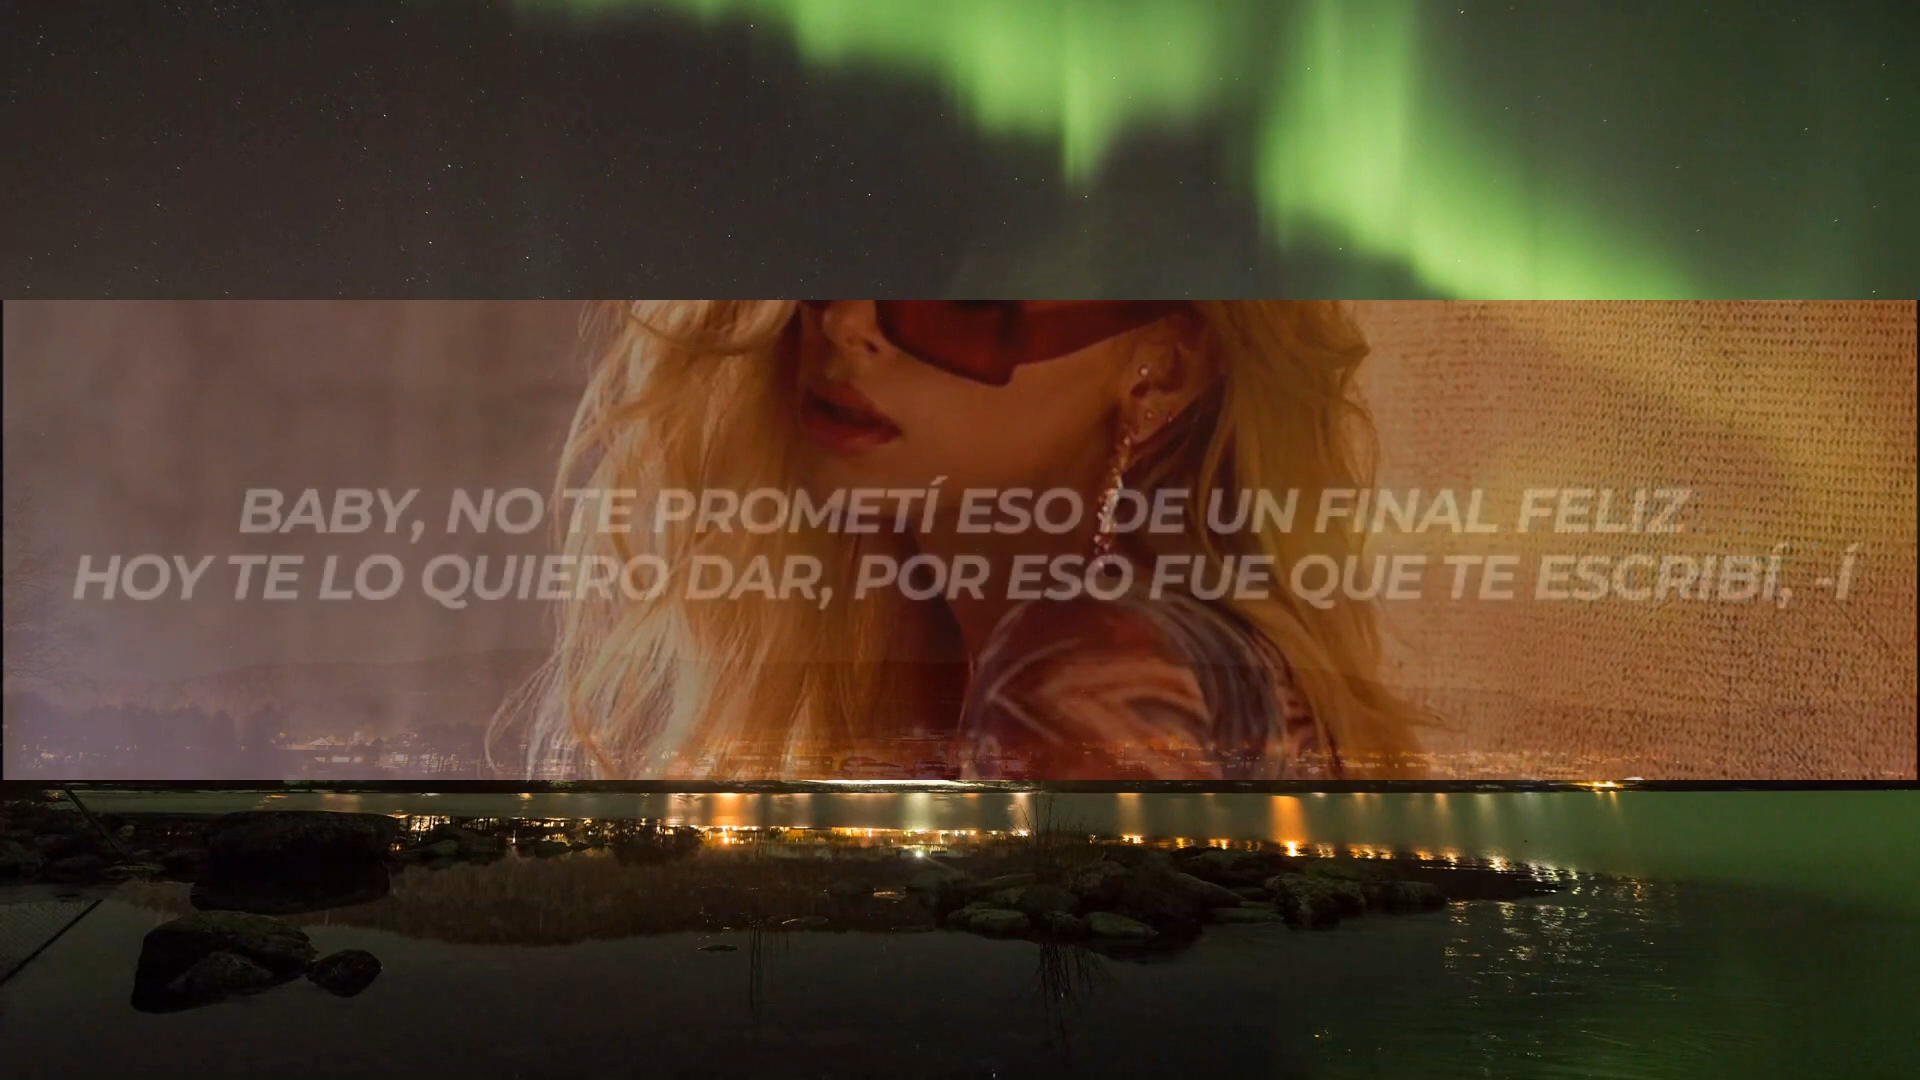 BABY, NO TE PROMETÍ ESO DE UN FINAL FELIZ
HOY TE LO QUIERO DAR, POR ESO FUE QUE TE ESCRIBÍ, -Í